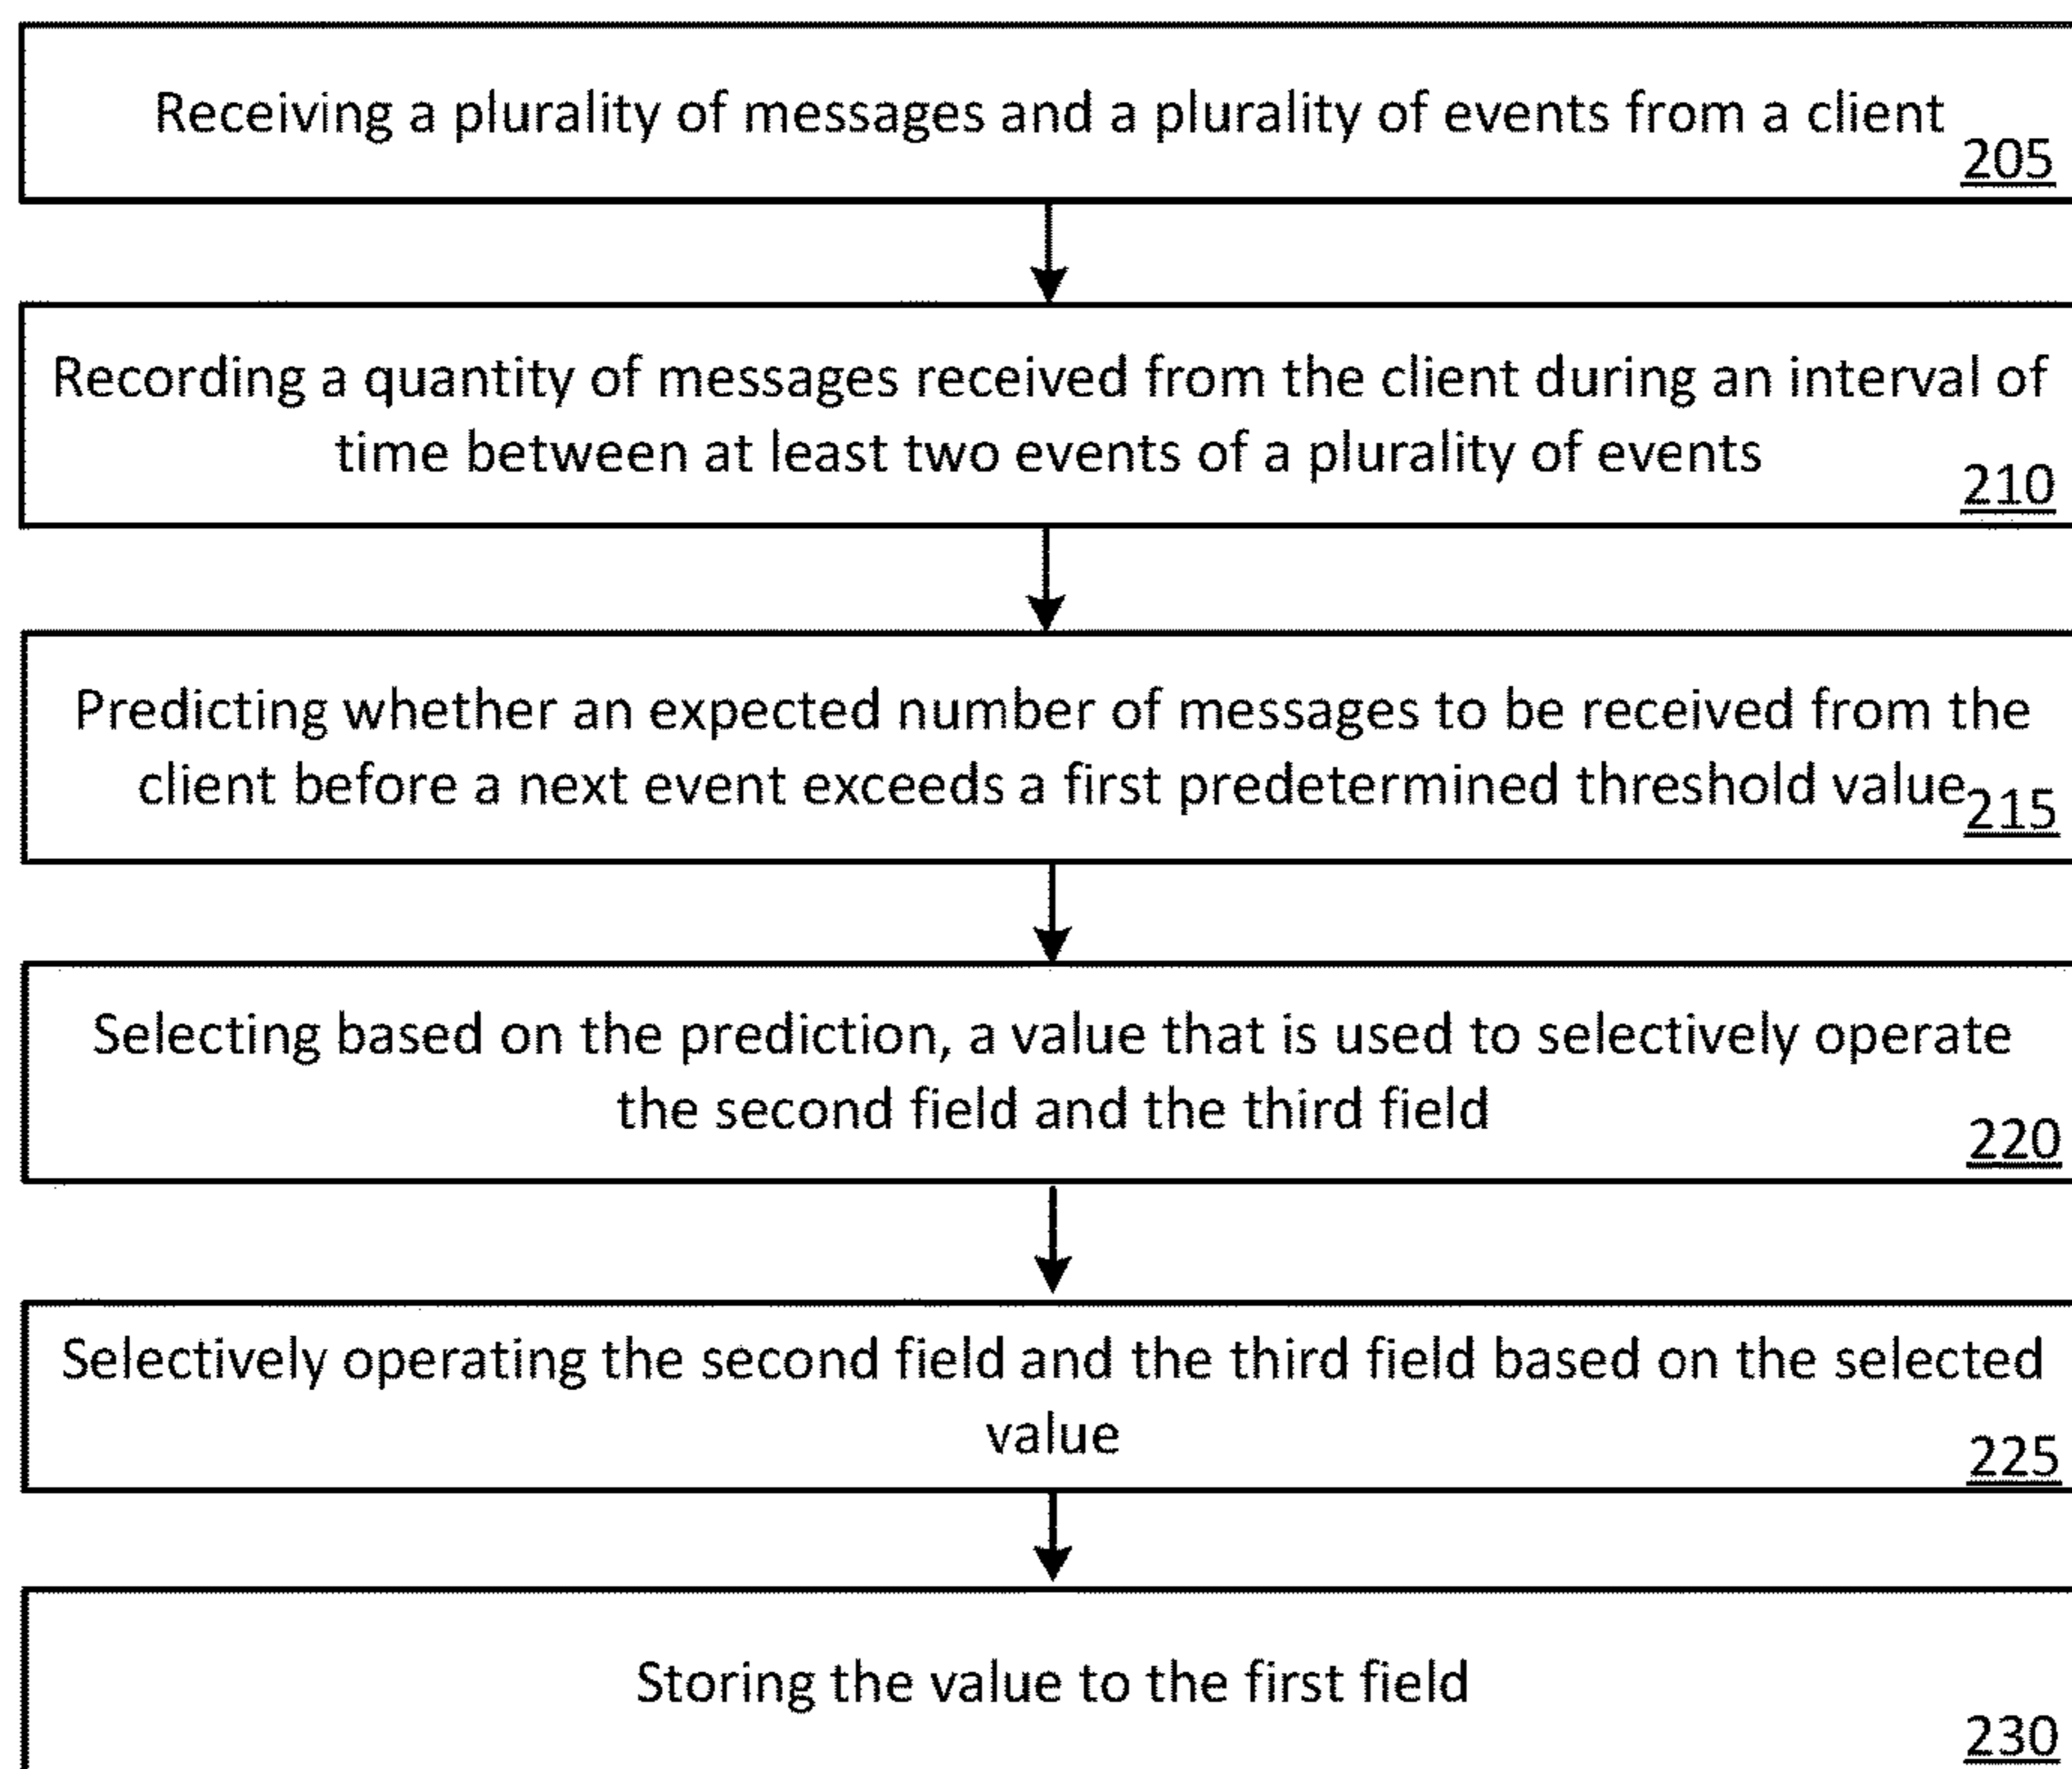 Receiving a plurality of messages and a plurality of events from a client
205
Recording a quantity of messages received from the client during an interval of
time between at least two events of a plurality of events
210
Predicting whether an expected number of messages to be received from the
client before a next event exceeds a first predetermined threshold value
215
Selecting based on the prediction, a value that is used to selectively operate
the second field and the third field
220
Selectively operating the second field and the third field based on the selected
value
225
Storing the value to the first field
230